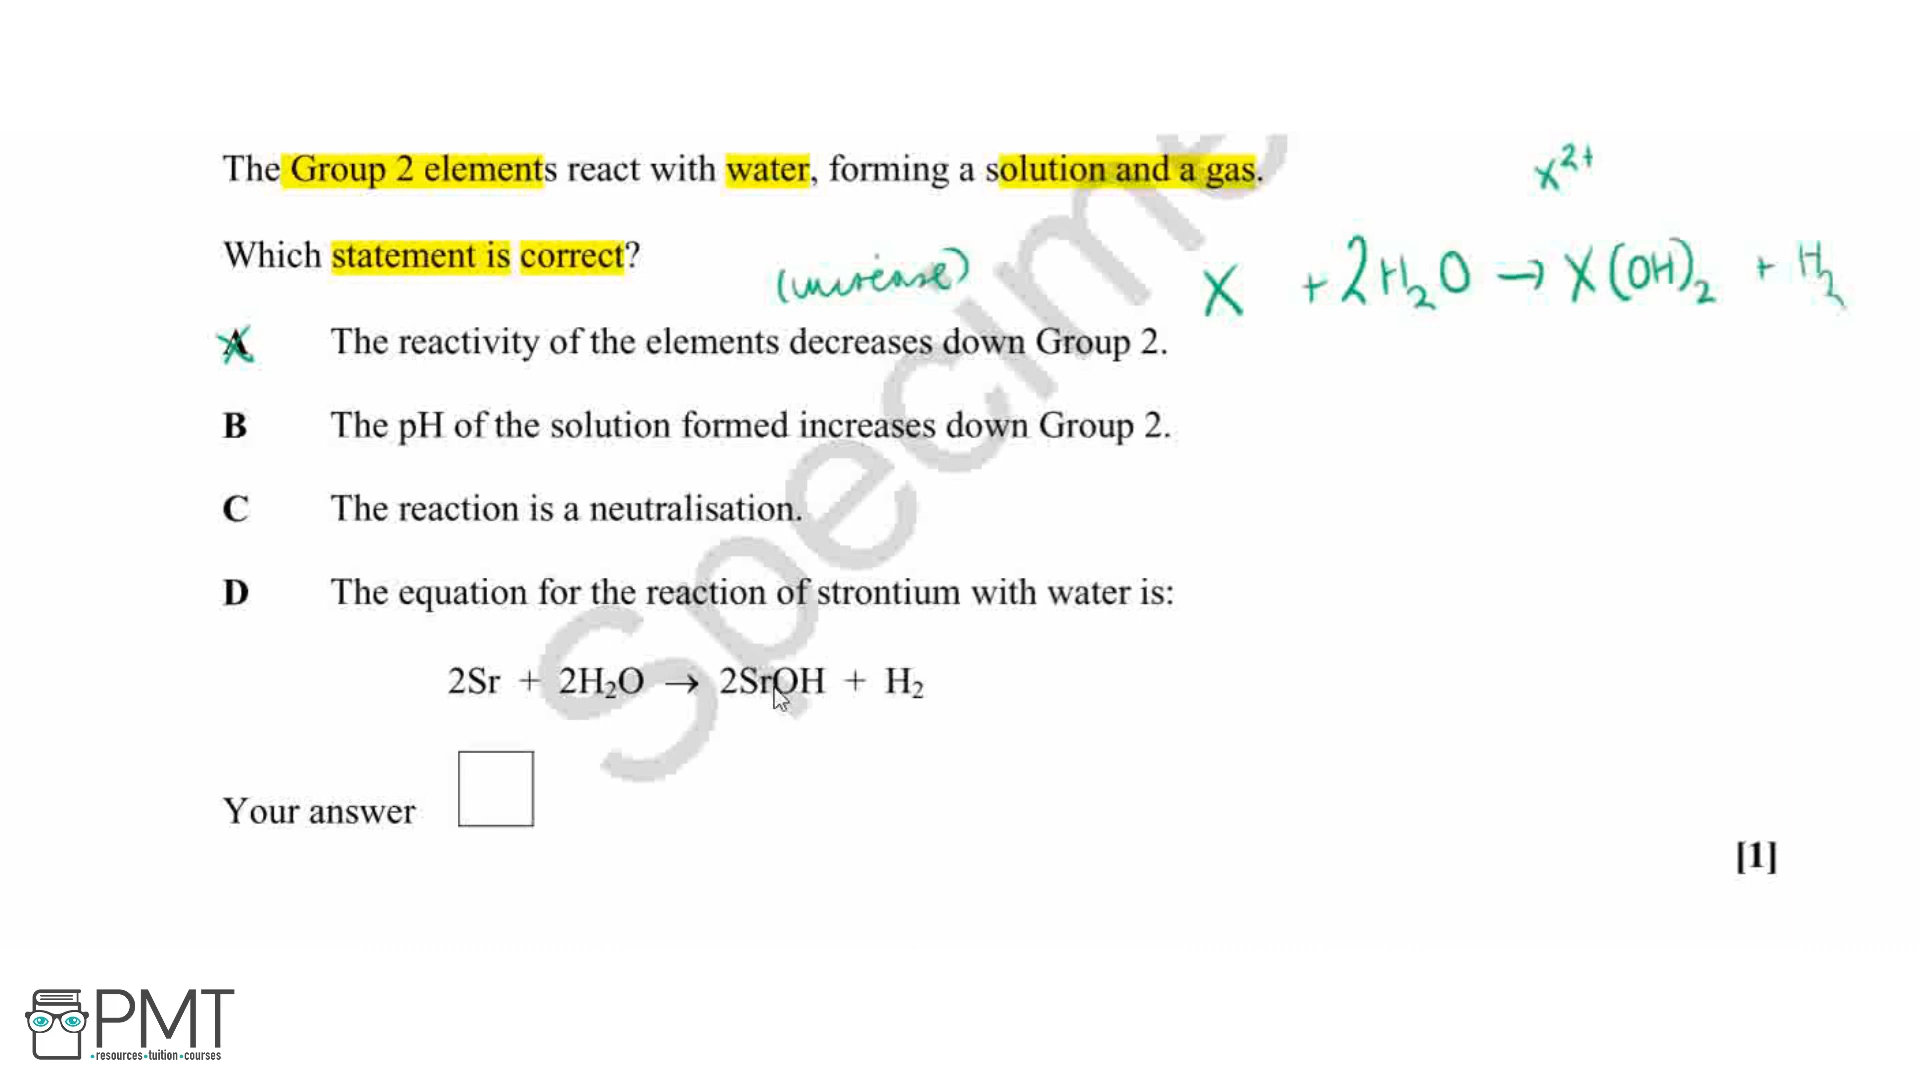 The Group 2 elements react with water, forming a solution and a gas.
X²⁺
Which statement is correct?
(increase)
X + 2H₂O → X(OH)₂ + H₂
A The reactivity of the elements decreases down Group 2.
B The pH of the solution formed increases down Group 2.
C The reaction is a neutralisation.
D The equation for the reaction of strontium with water is:
2Sr + 2H₂O → 2SrOH + H₂
Your answer
[1]
PMT
•resources•tuition•courses